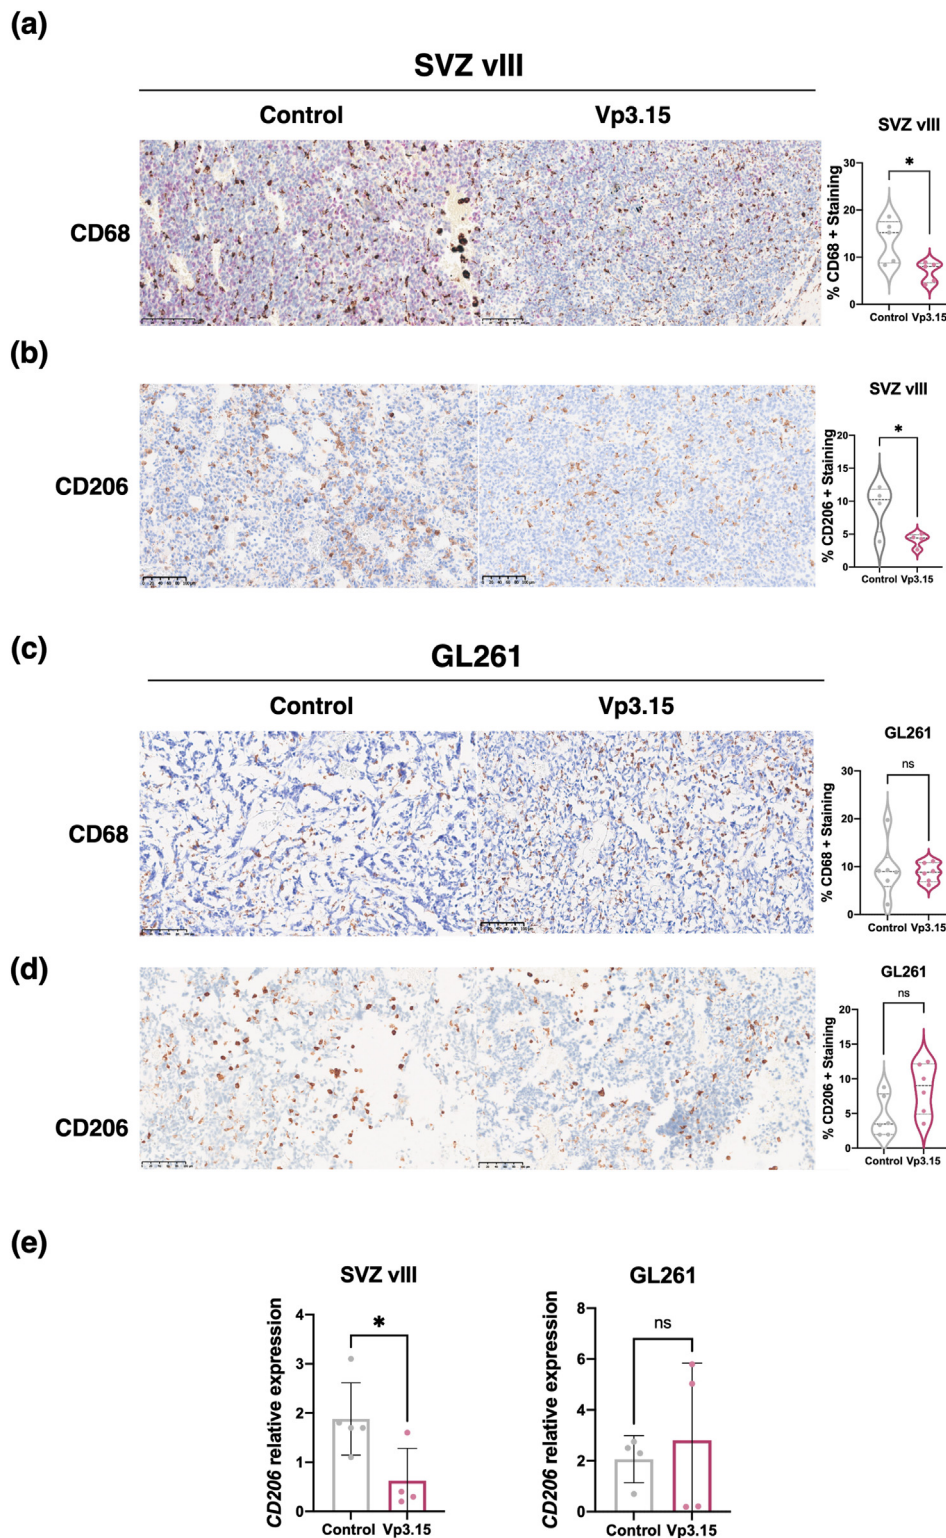 (a)
SVZ vIII
Control
Vp3.15
CD68
SVZ vIII
% CD68 + Staining
30
20
10
0
*
Control Vp3.15
(b)
CD206
SVZ vIII
% CD206 + Staining
20
15
10
5
0
*
Control Vp3.15
(c)
GL261
Control
Vp3.15
CD68
GL261
% CD68 + Staining
30
20
10
0
ns
Control Vp3.15
(d)
CD206
GL261
% CD206 + Staining
20
15
10
5
0
ns
Control Vp3.15
(e)
SVZ vIII
CD206 relative expression
4
3
2
1
0
*
Control Vp3.15
GL261
CD206 relative expression
8
6
4
2
0
ns
Control Vp3.15